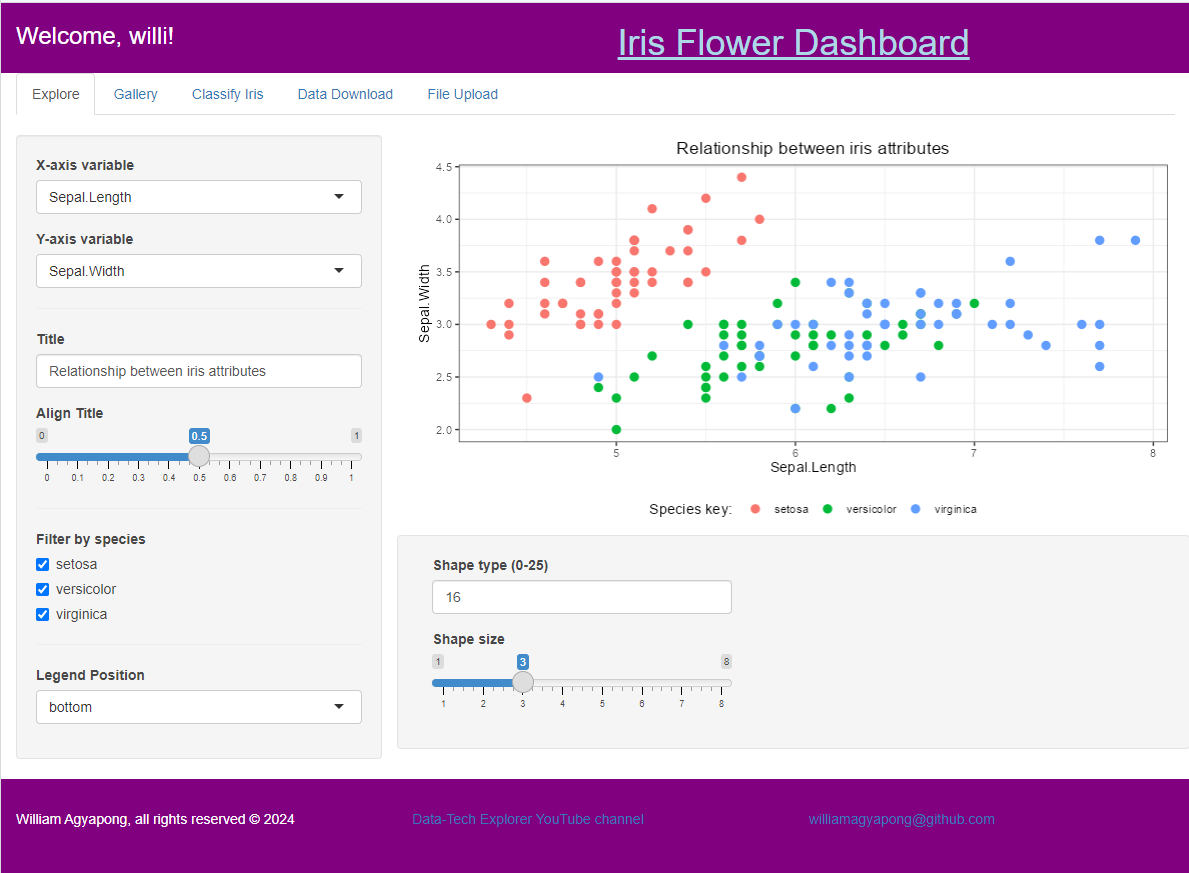 Welcome, willi!
Iris Flower Dashboard
Explore Gallery Classify Iris Data Download File Upload
X-axis variable
Sepal.Length
Y-axis variable
Sepal.Width
Title
Relationship between iris attributes
Align Title
0 0.5 1
0 0.1 0.2 0.3 0.4 0.5 0.6 0.7 0.8 0.9 1
Filter by species
setosa
versicolor
virginica
Legend Position
bottom
Relationship between iris attributes
4.5
4.0
3.5
3.0
2.5
2.0
Sepal.Width
5 6 7 8
Sepal.Length
Species key: setosa versicolor virginica
Shape type (0-25)
16
Shape size
1 3 8
1 2 3 4 5 6 7 8
William Agyapong, all rights reserved © 2024
Data-Tech Explorer YouTube channel
williamagyapong@github.com